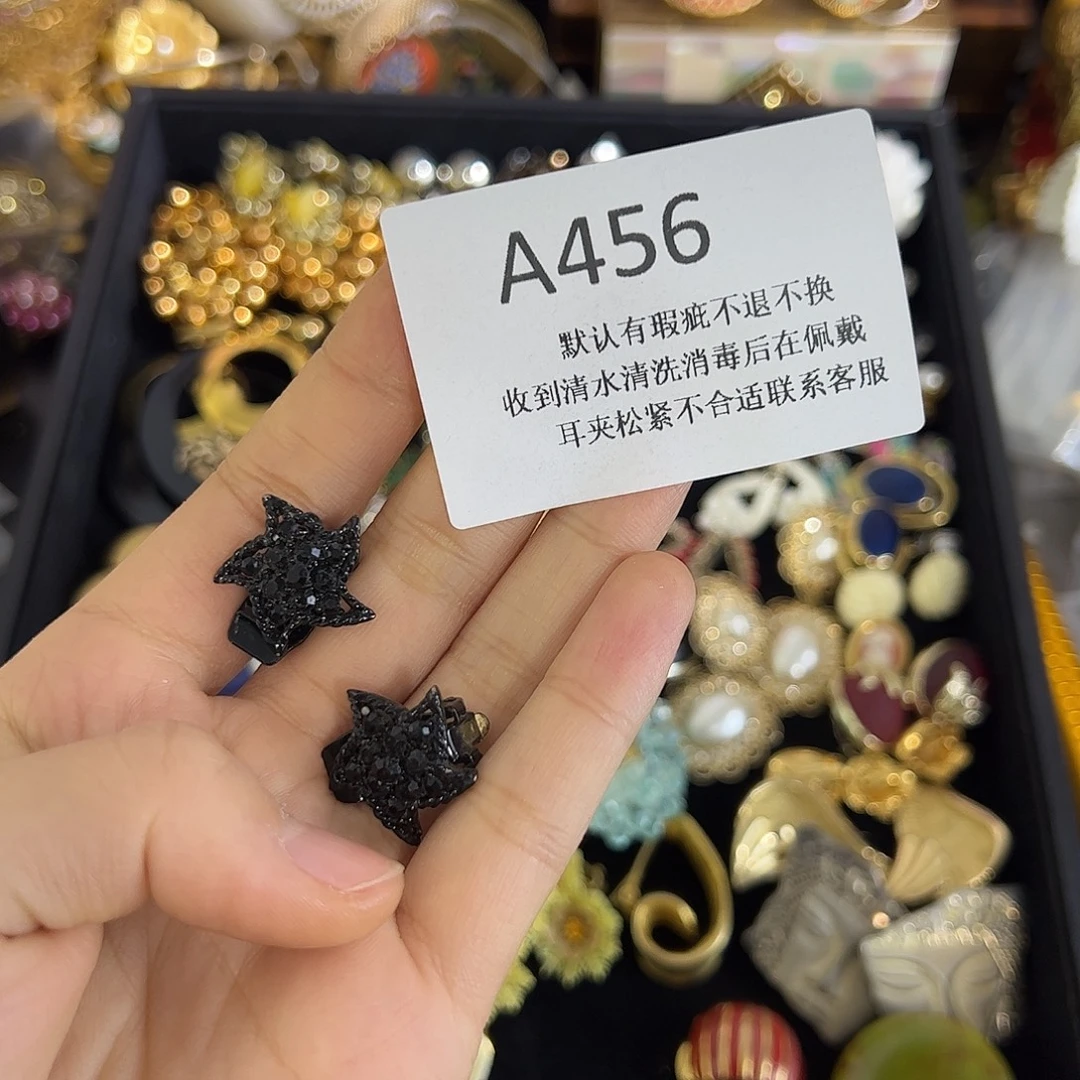 A456
默认有瑕疵不退不换
收到清水清洗消毒后在佩戴
耳夹松紧不合适联系客服